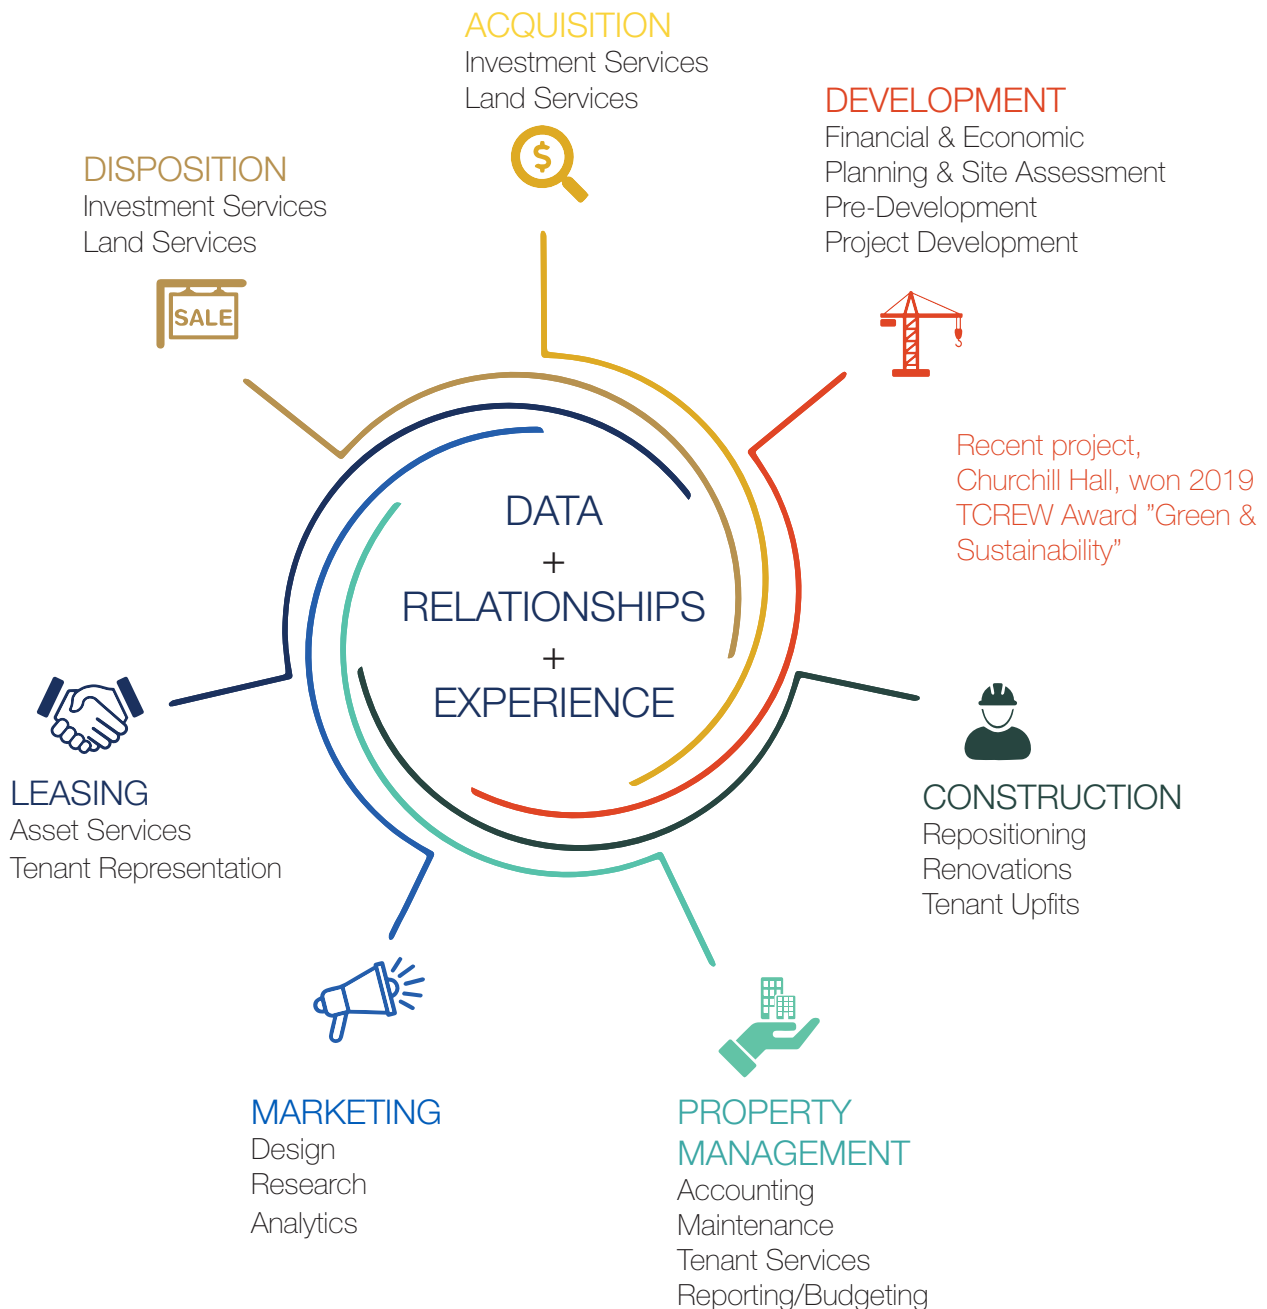 ACQUISITION
Investment Services
Land Services
DEVELOPMENT
Financial & Economic
Planning & Site Assessment
Pre-Development
Project Development
DISPOSITION
Investment Services
Land Services
SALE
Recent project,
Churchill Hall, won 2019
TCREW Award ”Green &
Sustainability”
DATA
+
RELATIONSHIPS
+
EXPERIENCE
LEASING
Asset Services
Tenant Representation
CONSTRUCTION
Repositioning
Renovations
Tenant Upfits
MARKETING
Design
Research
Analytics
PROPERTY
MANAGEMENT
Accounting
Maintenance
Tenant Services
Reporting/Budgeting